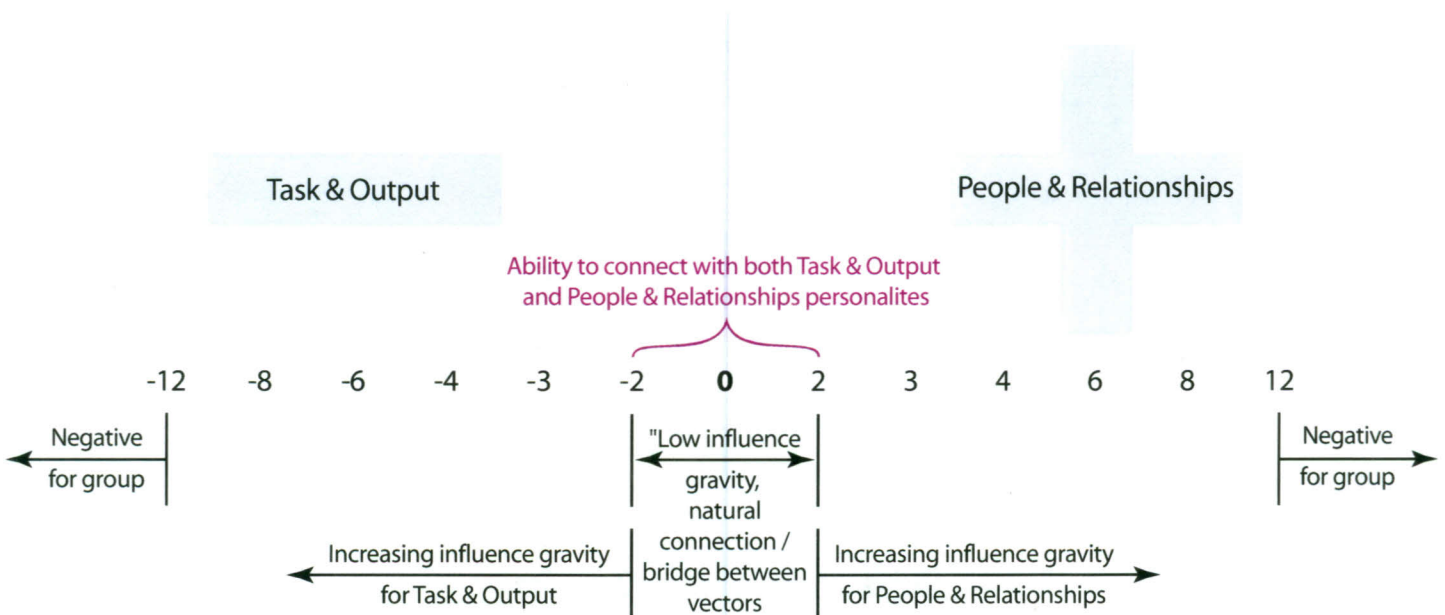 Task & Output
People & Relationships
Ability to connect with both Task & Output
and People & Relationships personalites
-12 -8 -6 -4 -3 -2 0 2 3 4 6 8 12
Negative
for group
"Low influence
gravity,
natural
connection /
bridge between
vectors
Negative
for group
Increasing influence gravity
for Task & Output
Increasing influence gravity
for People & Relationships